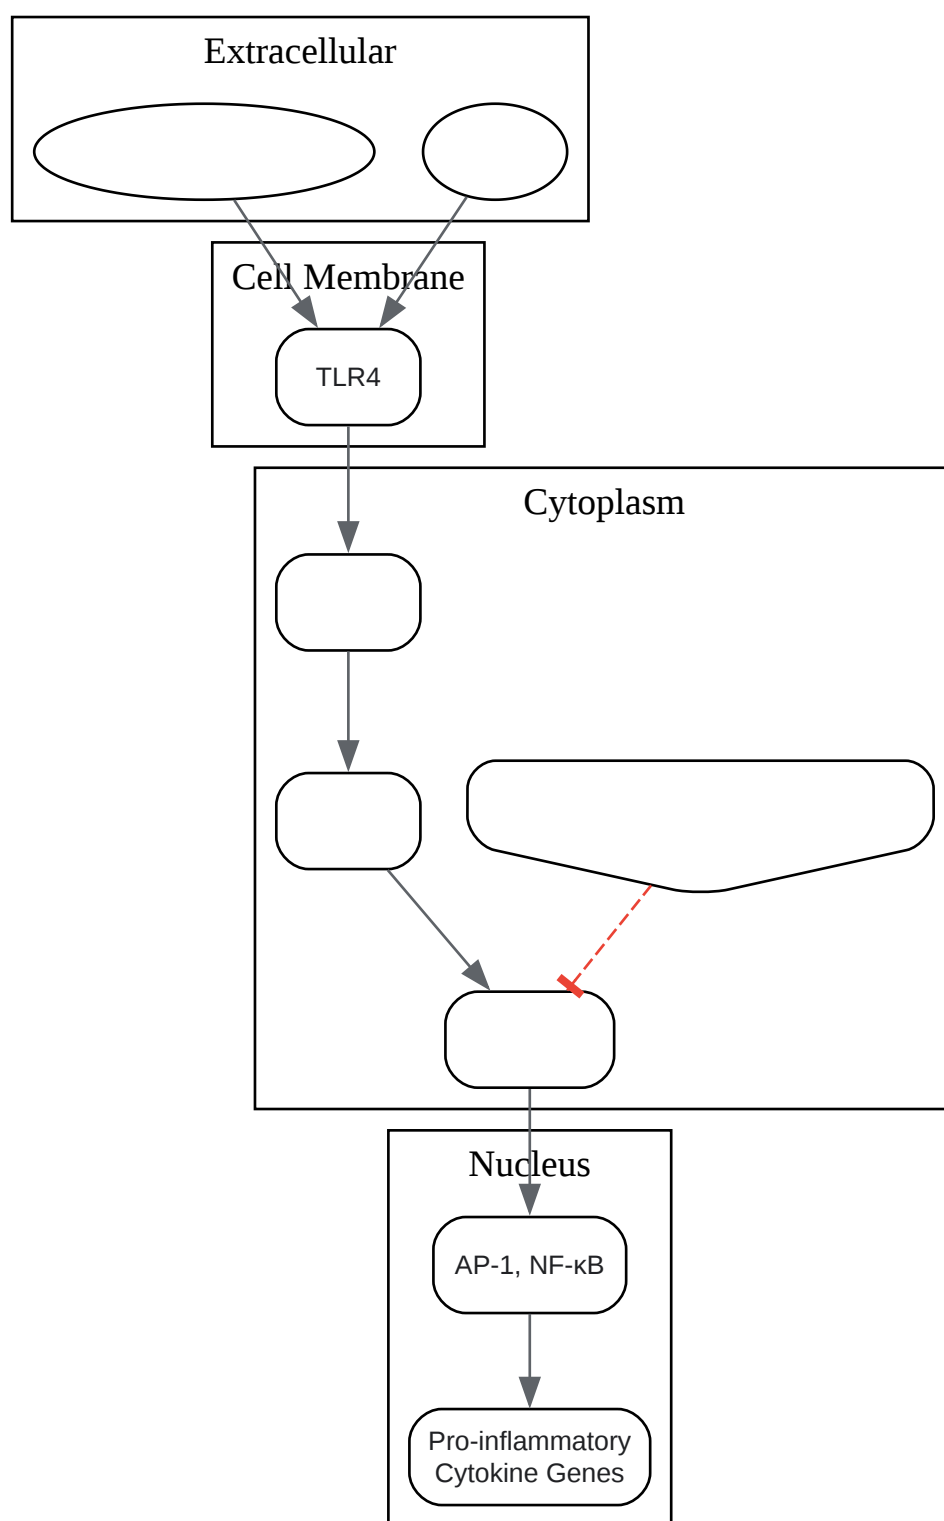 Extracellular
Cell Membrane
TLR4
Cytoplasm
Nucleus
AP-1, NF-κB
Pro-inflammatory
Cytokine Genes